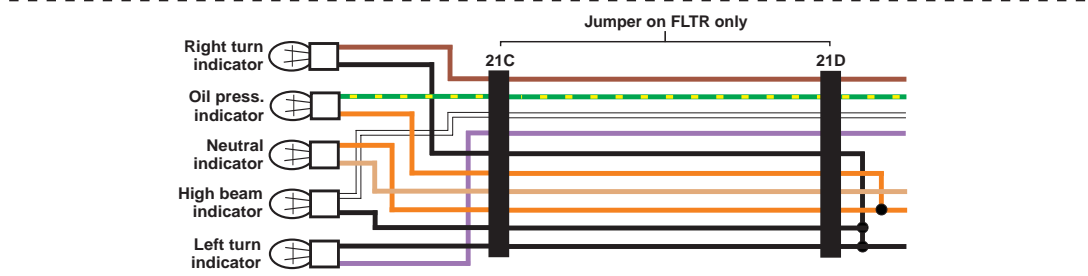 Jumper on FLTR only
21C
21D
Right turn
indicator
Oil press.
indicator
Neutral
indicator
High beam
indicator
Left turn
indicator